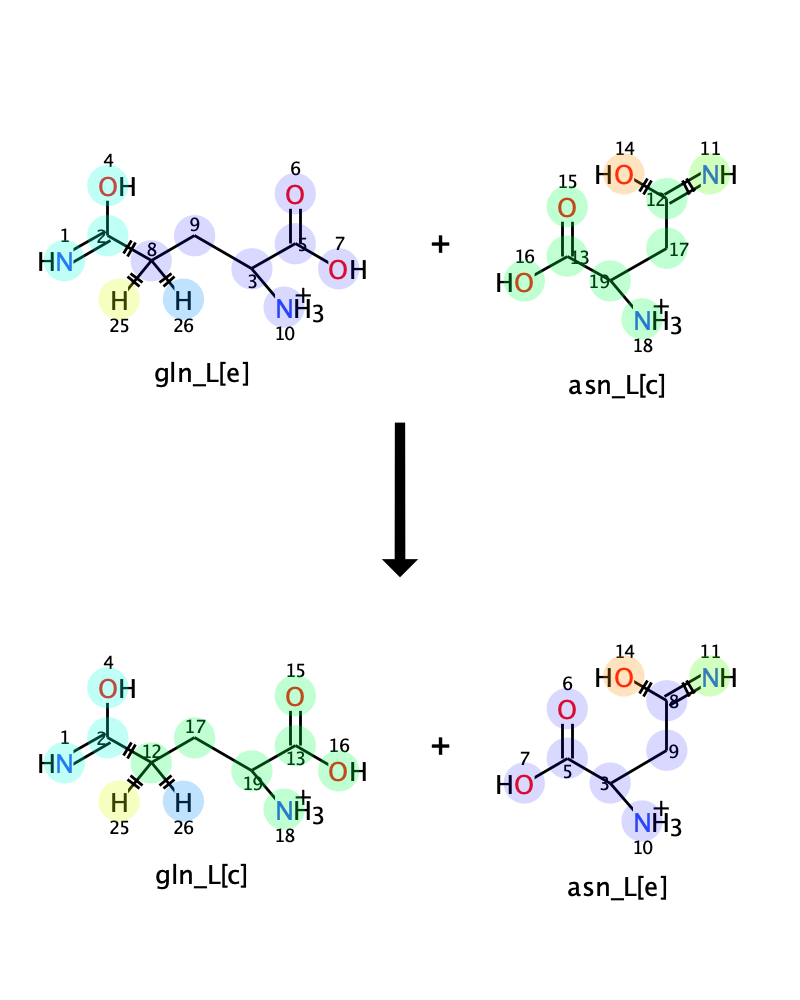 4
OH
1
HN
2
8
9
6
O
5
7
OH
3
NH3
+
10
H
25
H
26
gln_L[e]
+
14
HO
11
NH
12
15
O
16
HO
13
17
19
NH3
+
18
asn_L[c]
4
OH
1
HN
2
12
17
15
O
13
16
OH
19
NH3
+
18
H
25
H
26
gln_L[c]
+
14
HO
11
NH
8
6
O
7
HO
5
9
3
NH3
+
10
asn_L[e]